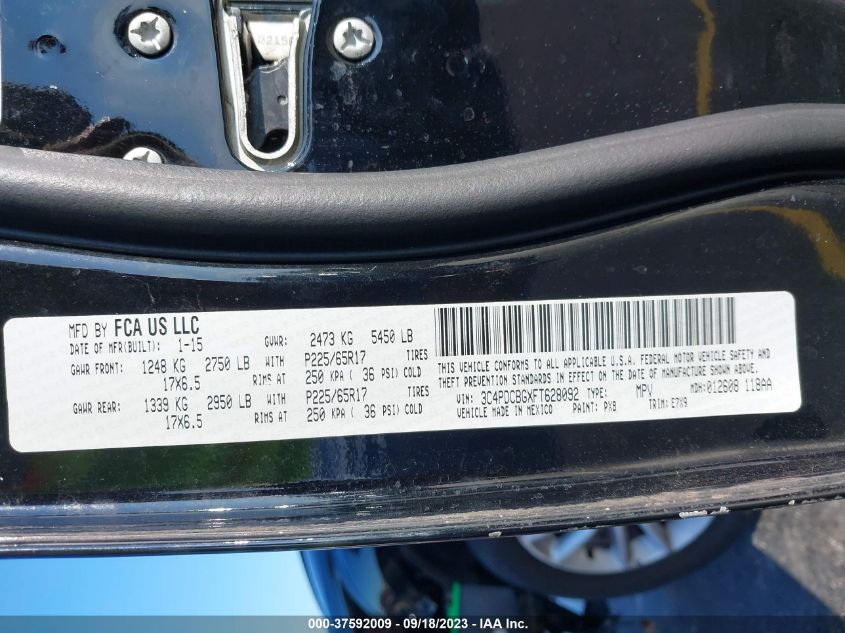 MFD BY FCA US LLC
DATE OF MFR(BUILT): 1-15 GVWR: 2473 KG 5450 LB
GAWR FRONT: 1248 KG 2750 LB WITH P225/65R17 TIRES
17X6.5 RIMS AT 250 KPA ( 36 PSI) COLD
GAWR REAR: 1339 KG 2950 LB WITH P225/65R17 TIRES
17X6.5 RIMS AT 250 KPA ( 36 PSI) COLD
THIS VEHICLE CONFORMS TO ALL APPLICABLE U.S.A. FEDERAL MOTOR VEHICLE SAFETY AND
THEFT PREVENTION STANDARDS IN EFFECT ON THE DATE OF MANUFACTURE SHOWN ABOVE.
VIN: 3C4PDCBGXFT628092 TYPE: MPV MDH:012608 118AA
VEHICLE MADE IN MEXICO PAINT: PX8 TRIM: E7X9
000-37592009 - 09/18/2023 - IAA Inc.